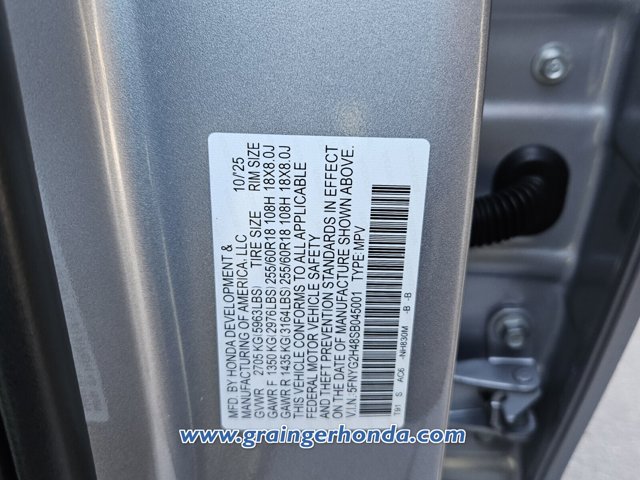 MFD. BY HONDA DEVELOPMENT &
MANUFACTURING OF AMERICA, LLC 10/25
GVWR 2705 KG(5963LBS) TIRE SIZE RIM SIZE
GAWR F 1350 KG(2976LBS) 255/60R18 108H 18X8.0J
GAWR R 1435 KG(3164LBS) 255/60R18 108H 18X8.0J
THIS VEHICLE CONFORMS TO ALL APPLICABLE
FEDERAL MOTOR VEHICLE SAFETY
AND THEFT PREVENTION STANDARDS IN EFFECT
ON THE DATE OF MANUFACTURE SHOWN ABOVE.
V.I.N.:5FNYG2H48SB045001 TYPE:MPV
T91 S AC6 -NH830M -B -B
www.graingerhonda.com